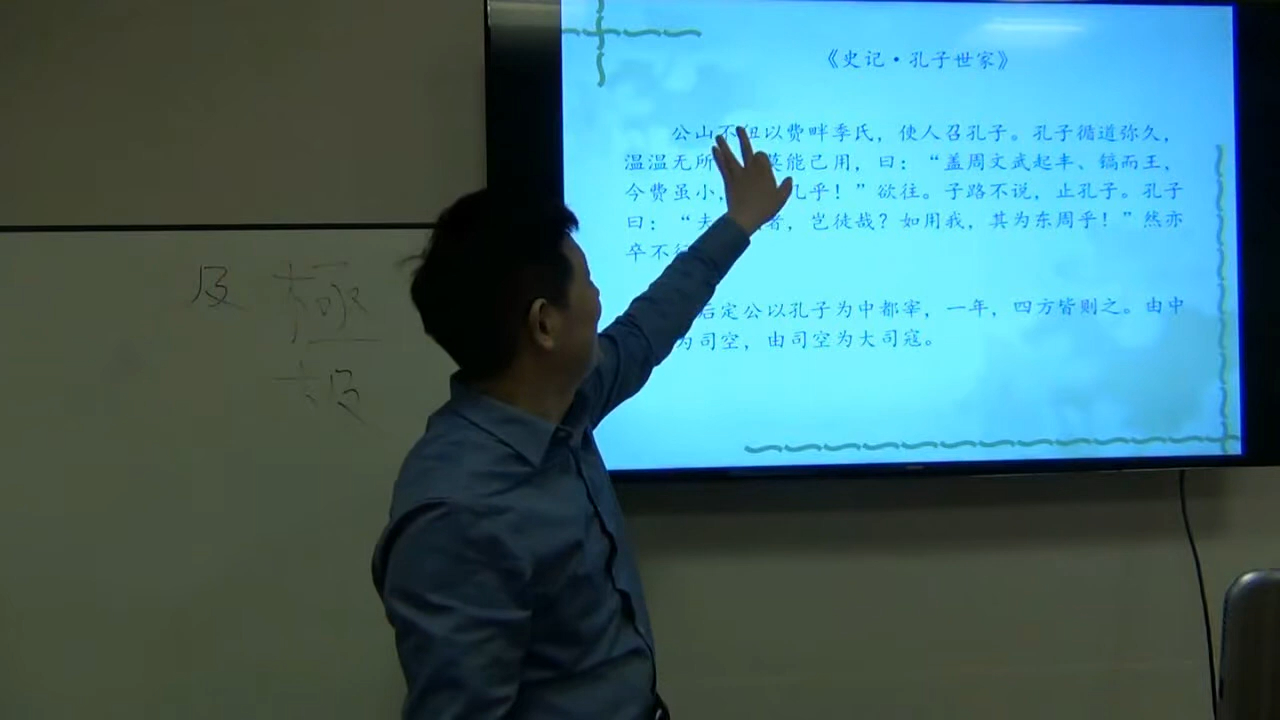 《史记·孔子世家》
公山不狃以费畔季氏，使人召孔子。孔子循道弥久，
温温无所 莫能己用，曰：“盖周文武起丰、镐而王，
今费虽小， 几乎！”欲往。子路不说，止孔子。孔子
曰：“夫 者，岂徒哉？如用我，其为东周乎！”然亦
卒不行
后定公以孔子为中都宰，一年，四方皆则之。由中
为司空，由司空为大司寇。
及 極
极